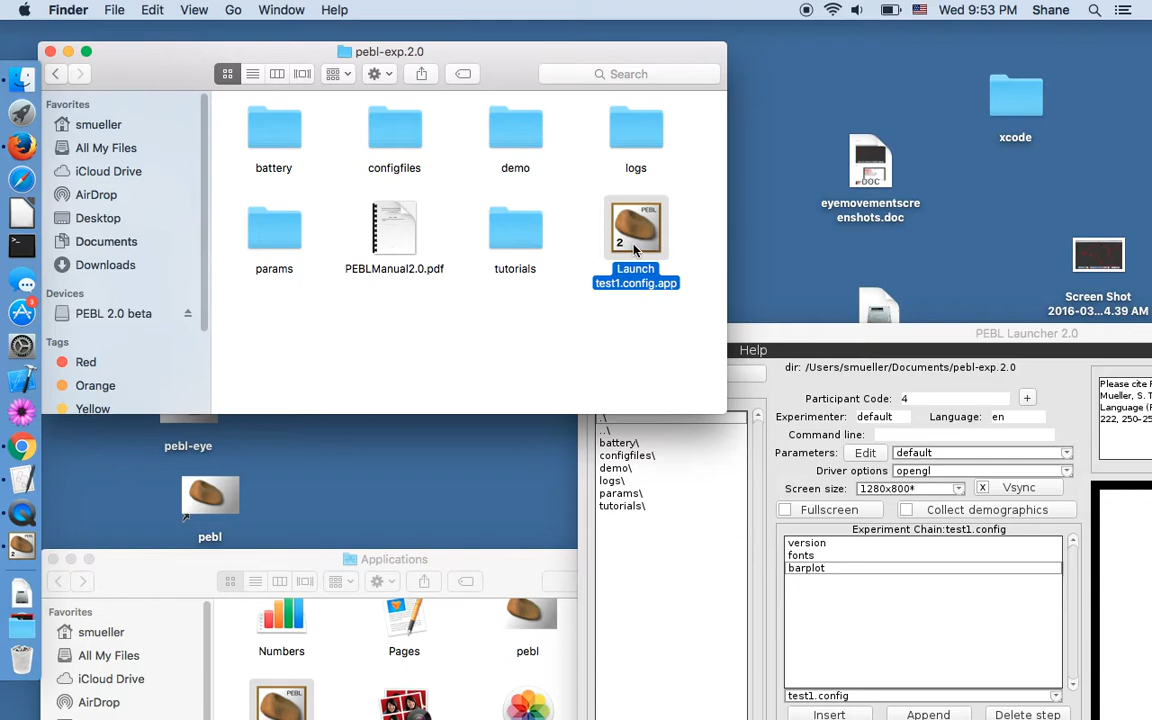 Finder File Edit View Go Window Help Wed 9:53 PM Shane
pebl-exp.2.0
Search
Favorites
smueller
All My Files
iCloud Drive
AirDrop
Desktop
Documents
Downloads
Devices
PEBL 2.0 beta
Tags
Red
Orange
Yellow
battery
configfiles
demo
logs
params
PEBLManual2.0.pdf
tutorials
PEBL
2
Launch
test1.config.app
xcode
DOC
eyemovementscre
enshots.doc
Screen Shot
2016-03...4.39 AM
pebl-eye
pebl
Applications
Favorites
smueller
All My Files
iCloud Drive
AirDrop
Numbers
Pages
pebl
PEBL Launcher 2.0
Help
dir: /Users/smueller/Documents/pebl-exp.2.0
Participant Code: 4 +
Experimenter: default Language: en
Command line:
Parameters: Edit default
Driver options opengl
Screen size: 1280x800* X Vsync
Fullscreen Collect demographics
Experiment Chain:test1.config
version
fonts
barplot
test1.config
Insert Append Delete step
.\
..\
battery\
configfiles\
demo\
logs\
params\
tutorials\
Please cite
Mueller, S. T
Language (
222, 250-25
3